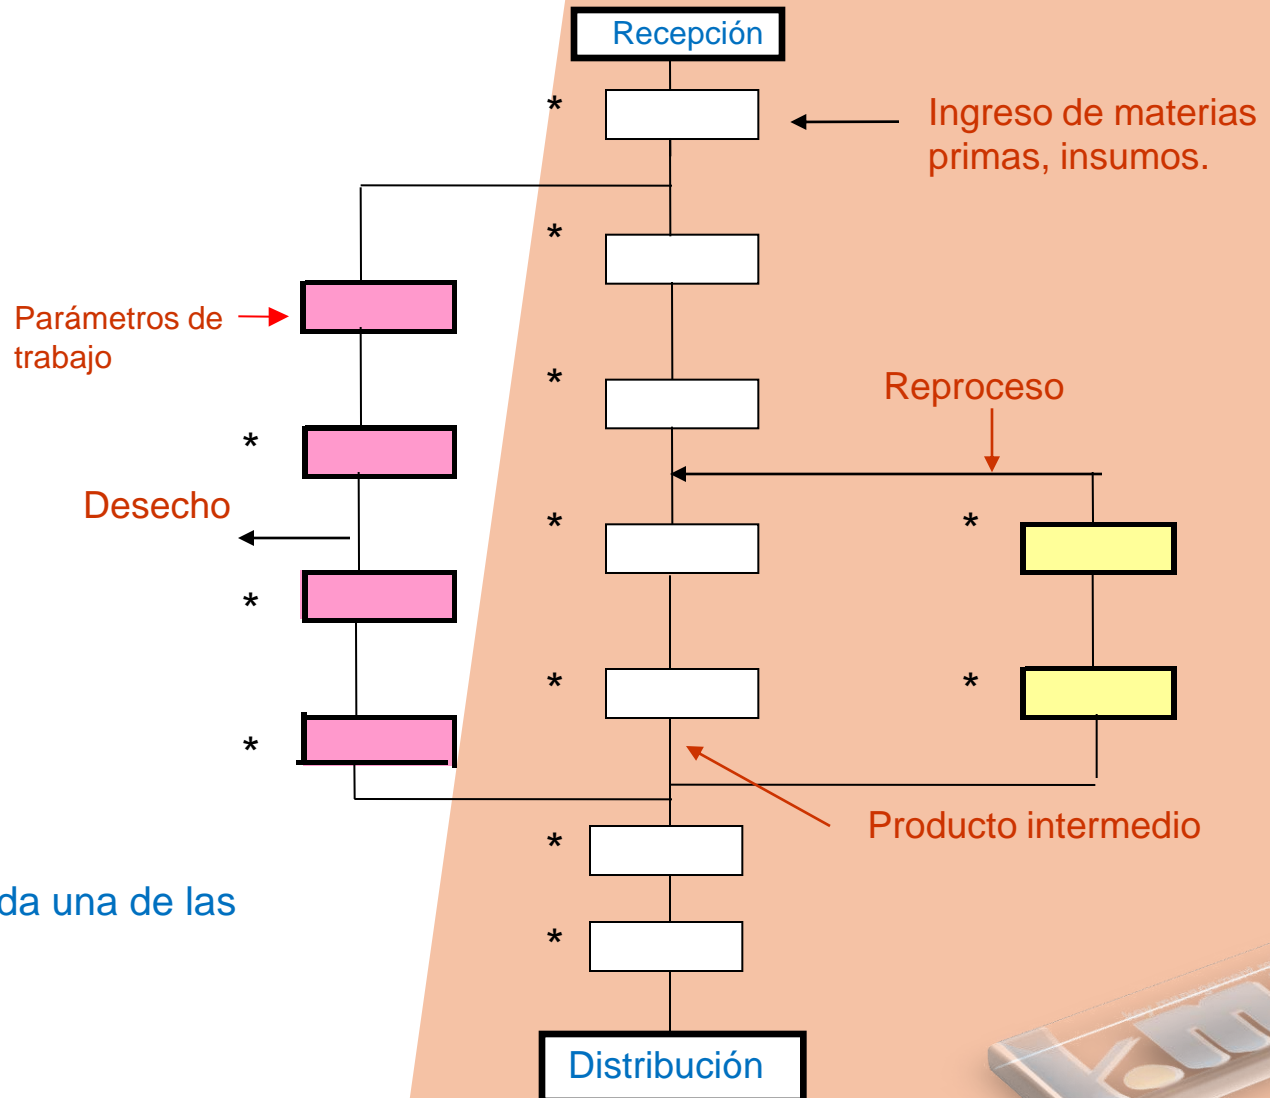 Recepción
*
Ingreso de materias
primas, insumos.
*
Parámetros de
trabajo
*
Reproceso
*
Desecho
*
*
*
*
*
*
Producto intermedio
*
da una de las
*
Distribución